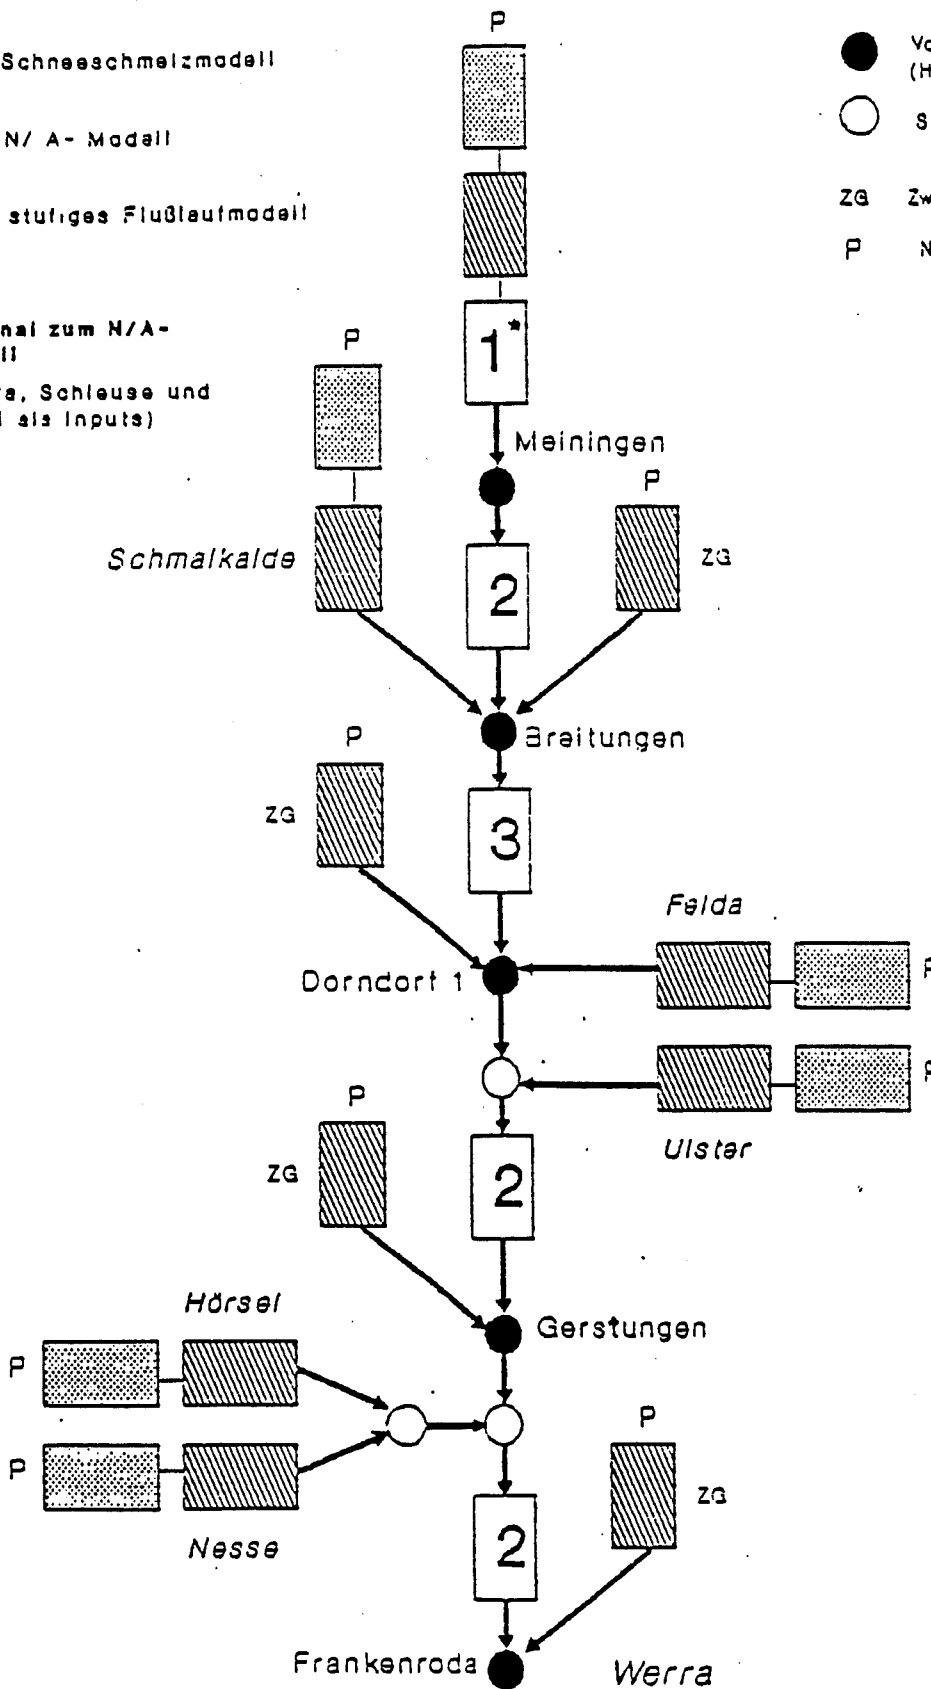 P
Schneeschmelzmodell
N/ A- Modell
stufiges Flußlaufmodell
zum N/A-
Schleuse und
als Inputs)
S
ZG
P
N
1*
P
Meiningen
P
Schmalkalde
2
ZG
Breitungen
P
ZG
3
Felda
Dorndorf 1
P
P
P
Ulster
ZG
2
Hörsel
Gerstungen
P
P
P
ZG
Nesse
2
Frankenroda
Werra